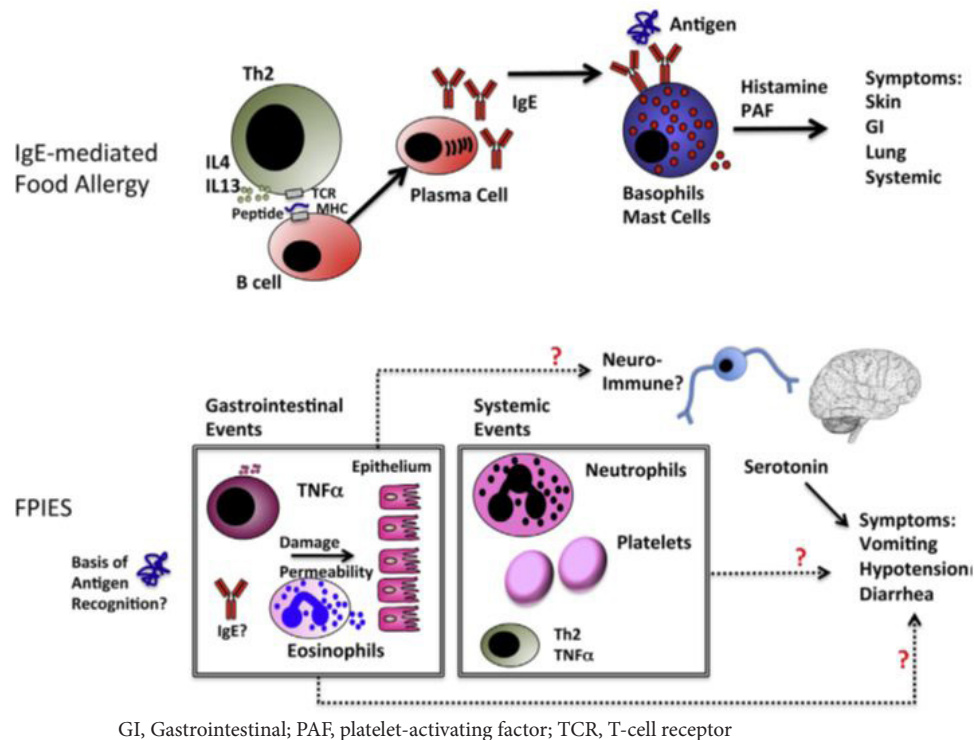 Antigen
Th2
IgE
Histamine
PAF
Symptoms:
Skin
GI
Lung
Systemic
IgE-mediated
Food Allergy
IL4
IL13
TCR
Peptide
MHC
Plasma Cell
Basophils
Mast Cells
B cell
?
Neuro-
Immune?
Gastrointestinal
Events
Systemic
Events
Epithelium
TNFα
Neutrophils
Serotonin
FPIES
Damage
Permeability
Platelets
Symptoms:
Vomiting
Hypotension
Diarrhea
?
Basis of
Antigen
Recognition?
IgE?
Eosinophils
Th2
TNFα
?
GI, Gastrointestinal; PAF, platelet-activating factor; TCR, T-cell receptor